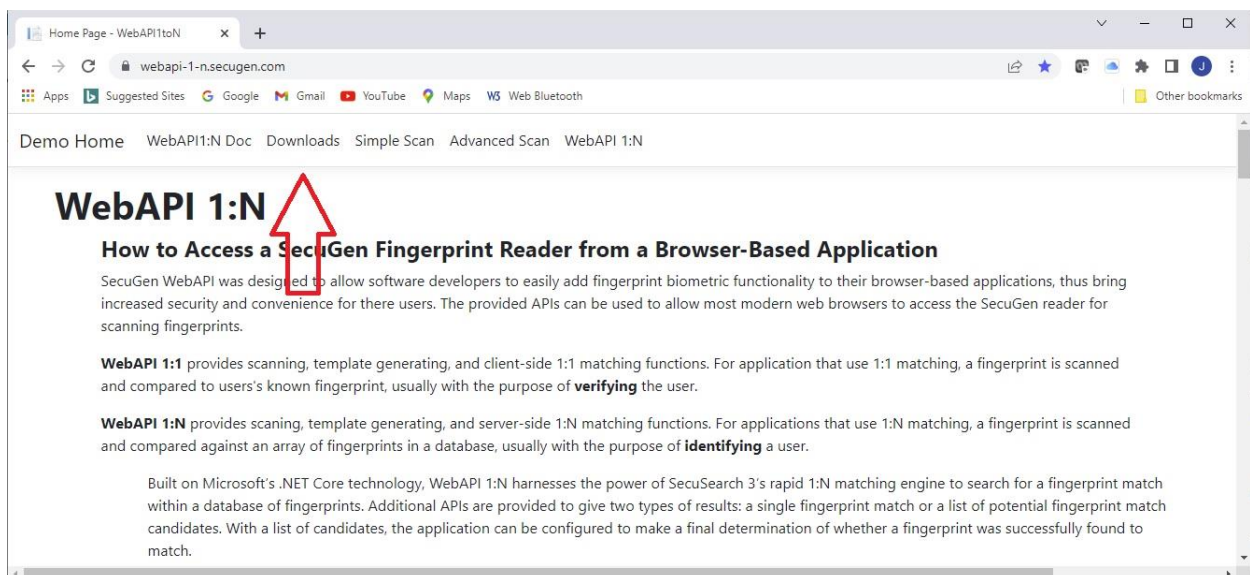 Home Page - WebAPI1toN
webapi-1-n.secugen.com
Apps Suggested Sites Google Gmail YouTube Maps W3 Web Bluetooth Other bookmarks
Demo Home WebAPI1:N Doc Downloads Simple Scan Advanced Scan WebAPI 1:N
WebAPI 1:N
How to Access a SecuGen Fingerprint Reader from a Browser-Based Application
SecuGen WebAPI was designed to allow software developers to easily add fingerprint biometric functionality to their browser-based applications, thus bring
increased security and convenience for there users. The provided APIs can be used to allow most modern web browsers to access the SecuGen reader for
scanning fingerprints.
WebAPI 1:1 provides scanning, template generating, and client-side 1:1 matching functions. For application that use 1:1 matching, a fingerprint is scanned
and compared to users's known fingerprint, usually with the purpose of verifying the user.
WebAPI 1:N provides scaning, template generating, and server-side 1:N matching functions. For applications that use 1:N matching, a fingerprint is scanned
and compared against an array of fingerprints in a database, usually with the purpose of identifying a user.
Built on Microsoft's .NET Core technology, WebAPI 1:N harnesses the power of SecuSearch 3's rapid 1:N matching engine to search for a fingerprint match
within a database of fingerprints. Additional APIs are provided to give two types of results: a single fingerprint match or a list of potential fingerprint match
candidates. With a list of candidates, the application can be configured to make a final determination of whether a fingerprint was successfully found to
match.